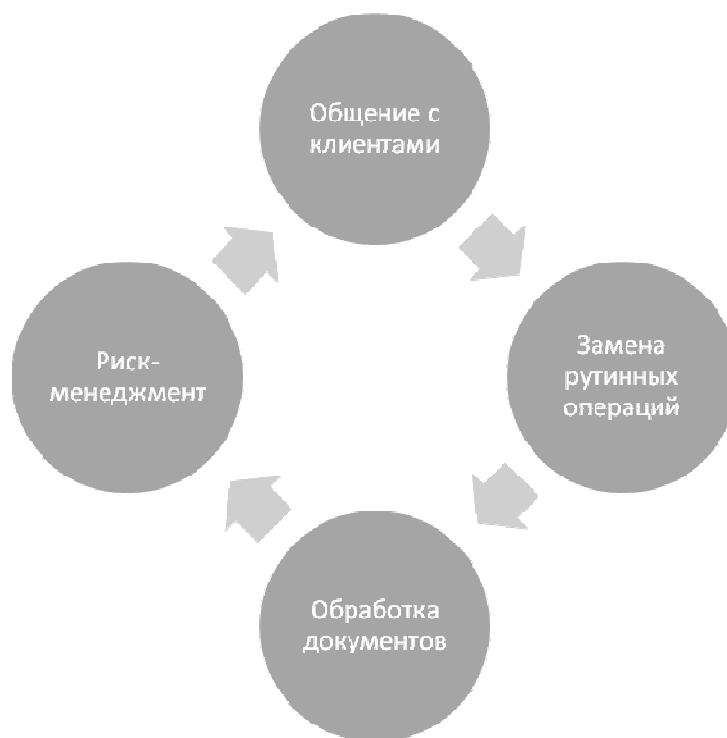 Общение с
клиентами
Замена
рутинных
операций
Обработка
документов
Риск-
менеджмент